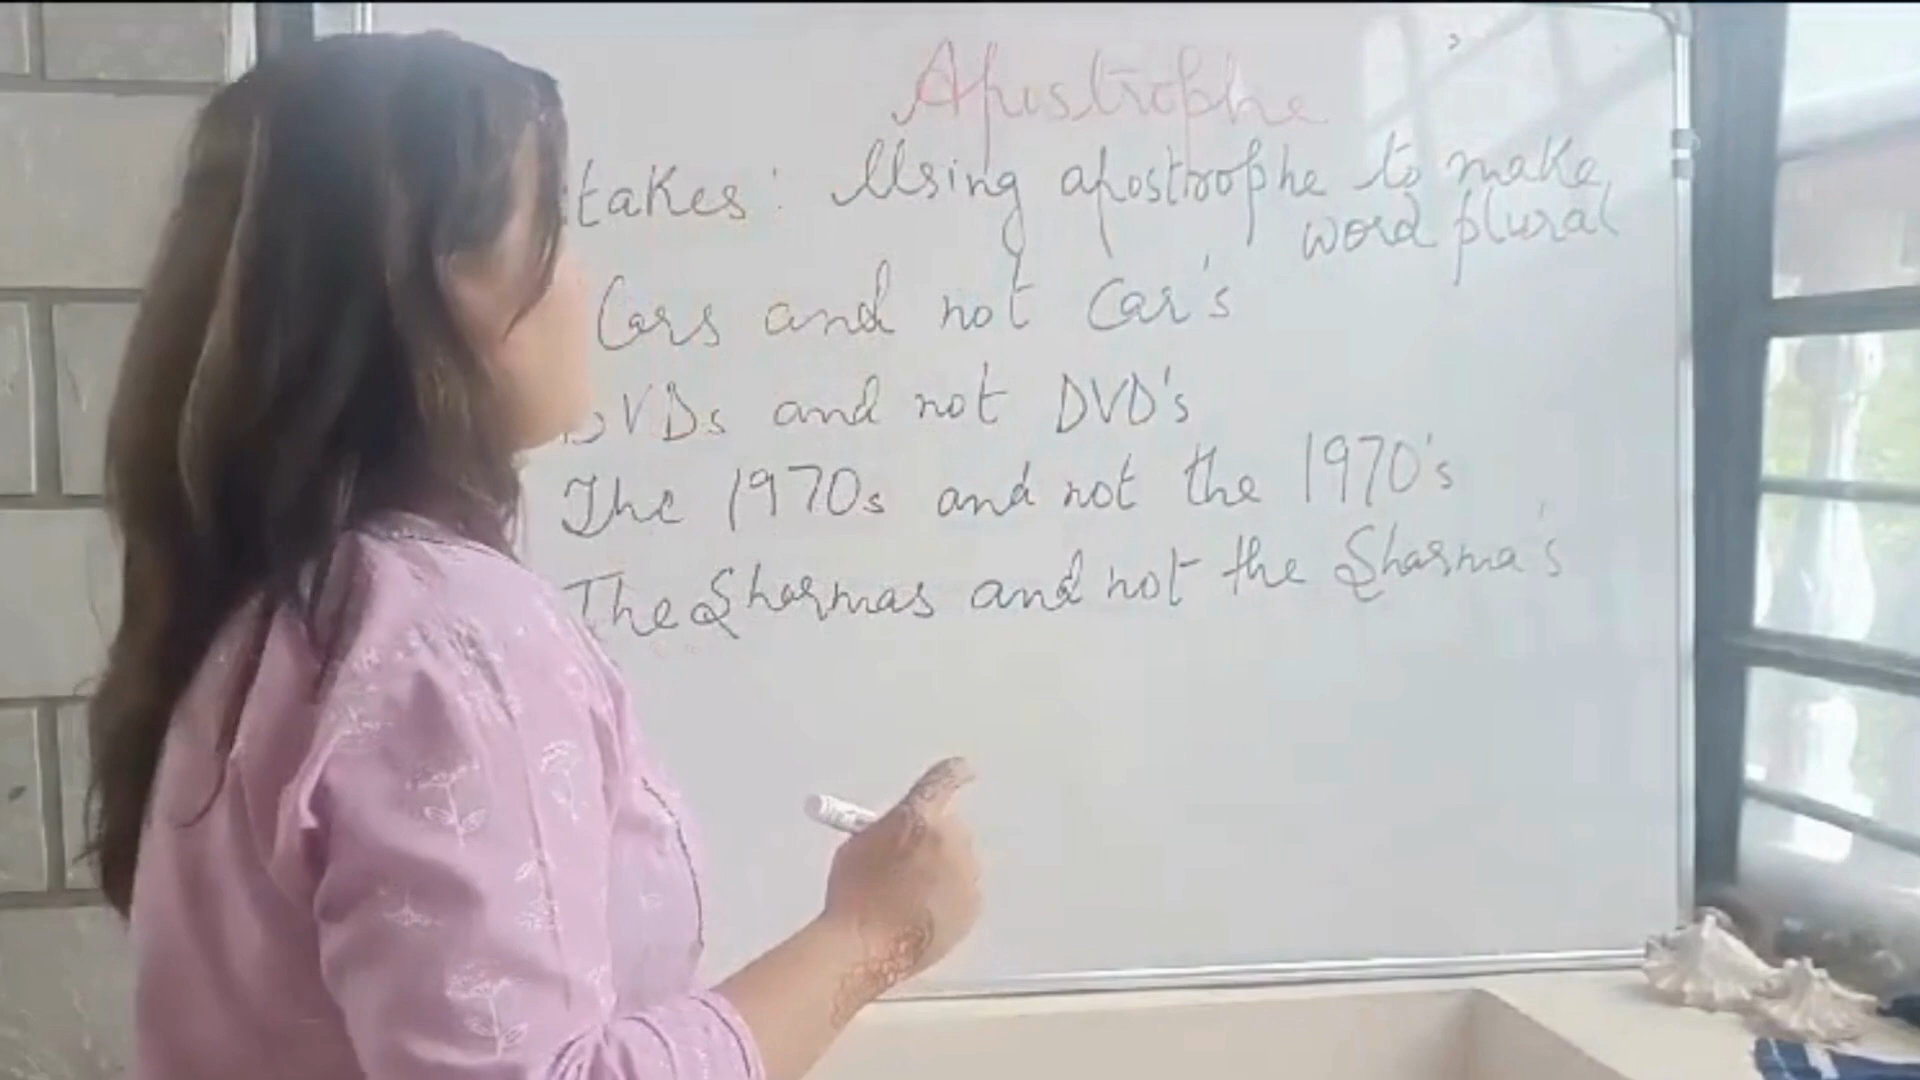 Apostrophe
takes: Using apostrophe to make
word plural
Cars and not Car's
DVDs and not DVD's
The 1970s and not the 1970's
The Sharmas and not the Sharma's